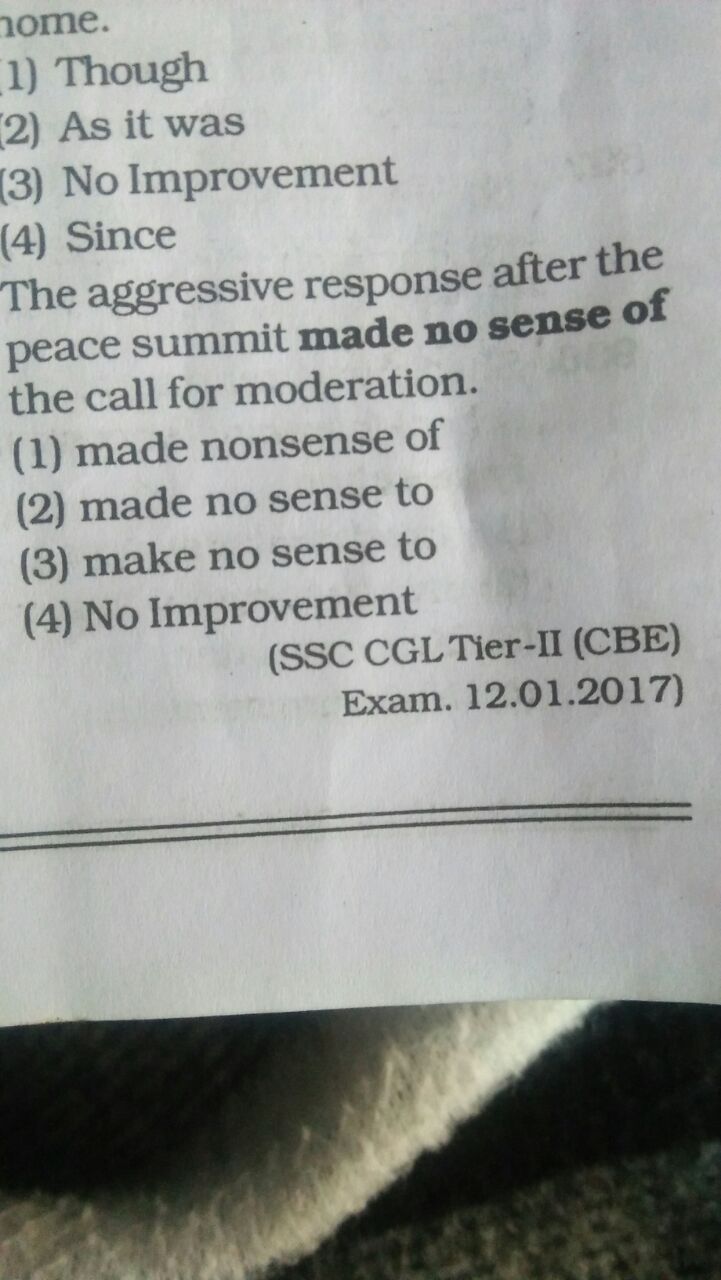 home.
(1) Though
(2) As it was
(3) No Improvement
(4) Since
The aggressive response after the
peace summit made no sense of
the call for moderation.
(1) made nonsense of
(2) made no sense to
(3) make no sense to
(4) No Improvement
(SSC CGL Tier-II (CBE)
Exam. 12.01.2017)